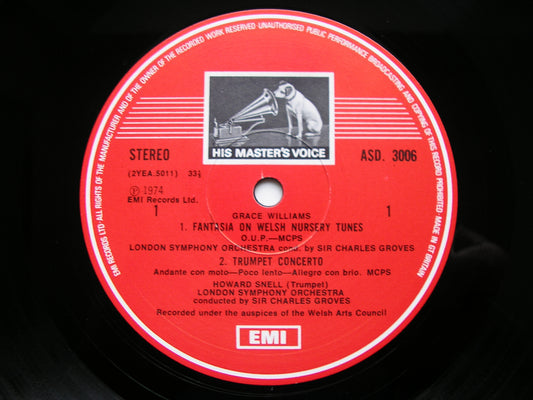 EMI RECORDS LTD·ALL RIGHTS OF THE MANUFACTURER AND OF THE OWNER OF THE RECORDED WORK RESERVED·UNAUTHORISED PUBLIC PERFORMANCE BROADCASTING AND COPYING OF THIS RECORD PROHIBITED·MADE IN GT BRITAIN
HIS MASTER'S VOICE
STEREO
ASD. 3006
(2YEA.5011) 33⅓
Ⓟ 1974
EMI Records Ltd.
1 1
GRACE WILLIAMS
1. FANTASIA ON WELSH NURSERY TUNES
O.U.P.—MCPS
LONDON SYMPHONY ORCHESTRA cond. by SIR CHARLES GROVES
2. TRUMPET CONCERTO
Andante con moto—Poco lento—Allegro con brio. MCPS
HOWARD SNELL (Trumpet)
LONDON SYMPHONY ORCHESTRA
conducted by SIR CHARLES GROVES
Recorded under the auspices of the Welsh Arts Council
EMI